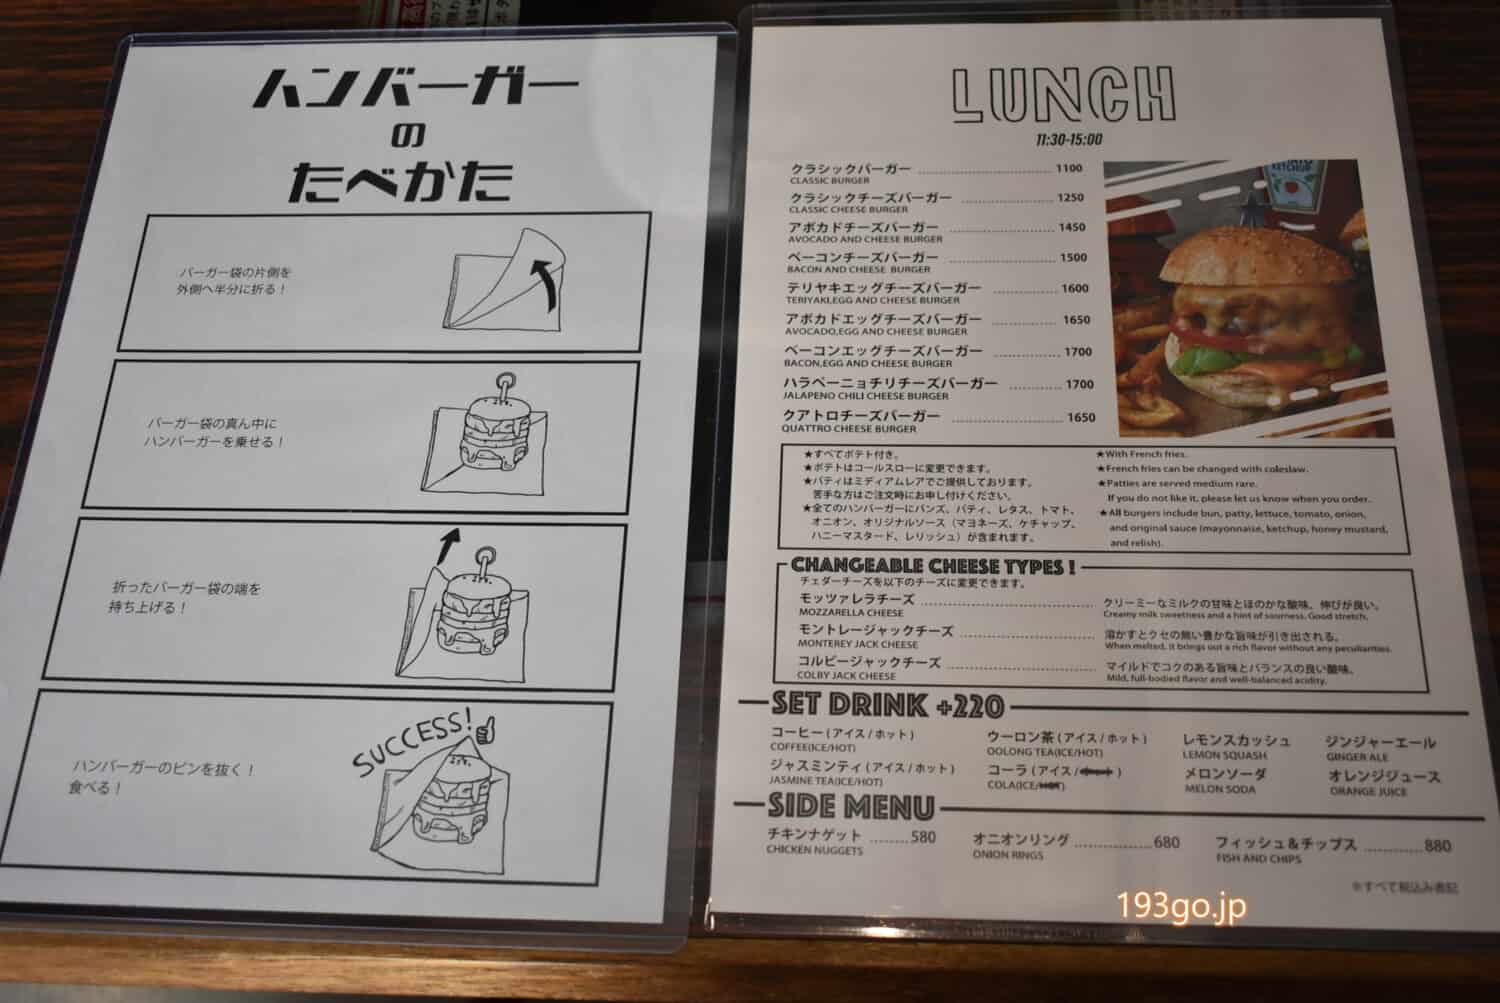 ハンバーガー
の
たべかた
バーガー袋の片側を
外側へ半分に折る!
バーガー袋の真ん中に
ハンバーガーを乗せる!
折ったバーガー袋の端を
持ち上げる!
SUCCESS!
ハンバーガーのピンを抜く!
食べる!
LUNCH
11:30-15:00
クラシックバーガー 1100
CLASSIC BURGER
クラシックチーズバーガー 1250
CLASSIC CHEESE BURGER
アボカドチーズバーガー 1450
AVOCADO AND CHEESE BURGER
ベーコンチーズバーガー 1500
BACON AND CHEESE BURGER
テリヤキエッグチーズバーガー 1600
TERIYAKI,EGG AND CHEESE BURGER
アボカドエッグチーズバーガー 1650
AVOCADO,EGG AND CHEESE BURGER
ベーコンエッグチーズバーガー 1700
BACON,EGG AND CHEESE BURGER
ハラペーニョチリチーズバーガー 1700
JALAPENO CHILI CHEESE BURGER
クアトロチーズバーガー 1650
QUATTRO CHEESE BURGER
KETCHUP
★すべてポテト付き。
★ポテトはコールスローに変更できます。
★パティはミディアムレアでご提供しております。
苦手な方はご注文時にお申し付けください。
★全てのハンバーガーにバンズ、パティ、レタス、トマト、
オニオン、オリジナルソース(マヨネーズ、ケチャップ、
ハニーマスタード、レリッシュ)が含まれます。
★With French fries.
★French fries can be changed with coleslaw.
★Patties are served medium rare.
If you do not like it, please let us know when you order.
★All burgers include bun, patty, lettuce, tomato, onion,
and original sauce (mayonnaise, ketchup, honey mustard,
and relish).
CHANGEABLE CHEESE TYPES !
チェダーチーズを以下のチーズに変更できます。
モッツァレラチーズ クリーミーなミルクの甘味とほのかな酸味。伸びが良い。
MOZZARELLA CHEESE Creamy milk sweetness and a hint of sourness. Good stretch.
モントレージャックチーズ 溶かすとクセの無い豊かな旨味が引き出される。
MONTEREY JACK CHEESE When melted, it brings out a rich flavor without any peculiarities.
コルビージャックチーズ マイルドでコクのある旨味とバランスの良い酸味。
COLBY JACK CHEESE Mild, full-bodied flavor and well-balanced acidity.
SET DRINK +220
コーヒー(アイス/ホット) ウーロン茶(アイス/ホット) レモンスカッシュ ジンジャーエール
COFFEE(ICE/HOT) OOLONG TEA(ICE/HOT) LEMON SQUASH GINGER ALE
ジャスミンティ(アイス/ホット) コーラ(アイス/ホット) メロンソーダ オレンジジュース
JASMINE TEA(ICE/HOT) COLA(ICE/HOT) MELON SODA ORANGE JUICE
SIDE MENU
チキンナゲット 580 オニオンリング 680 フィッシュ&チップス 880
CHICKEN NUGGETS ONION RINGS FISH AND CHIPS
※すべて税込み表記
193go.jp